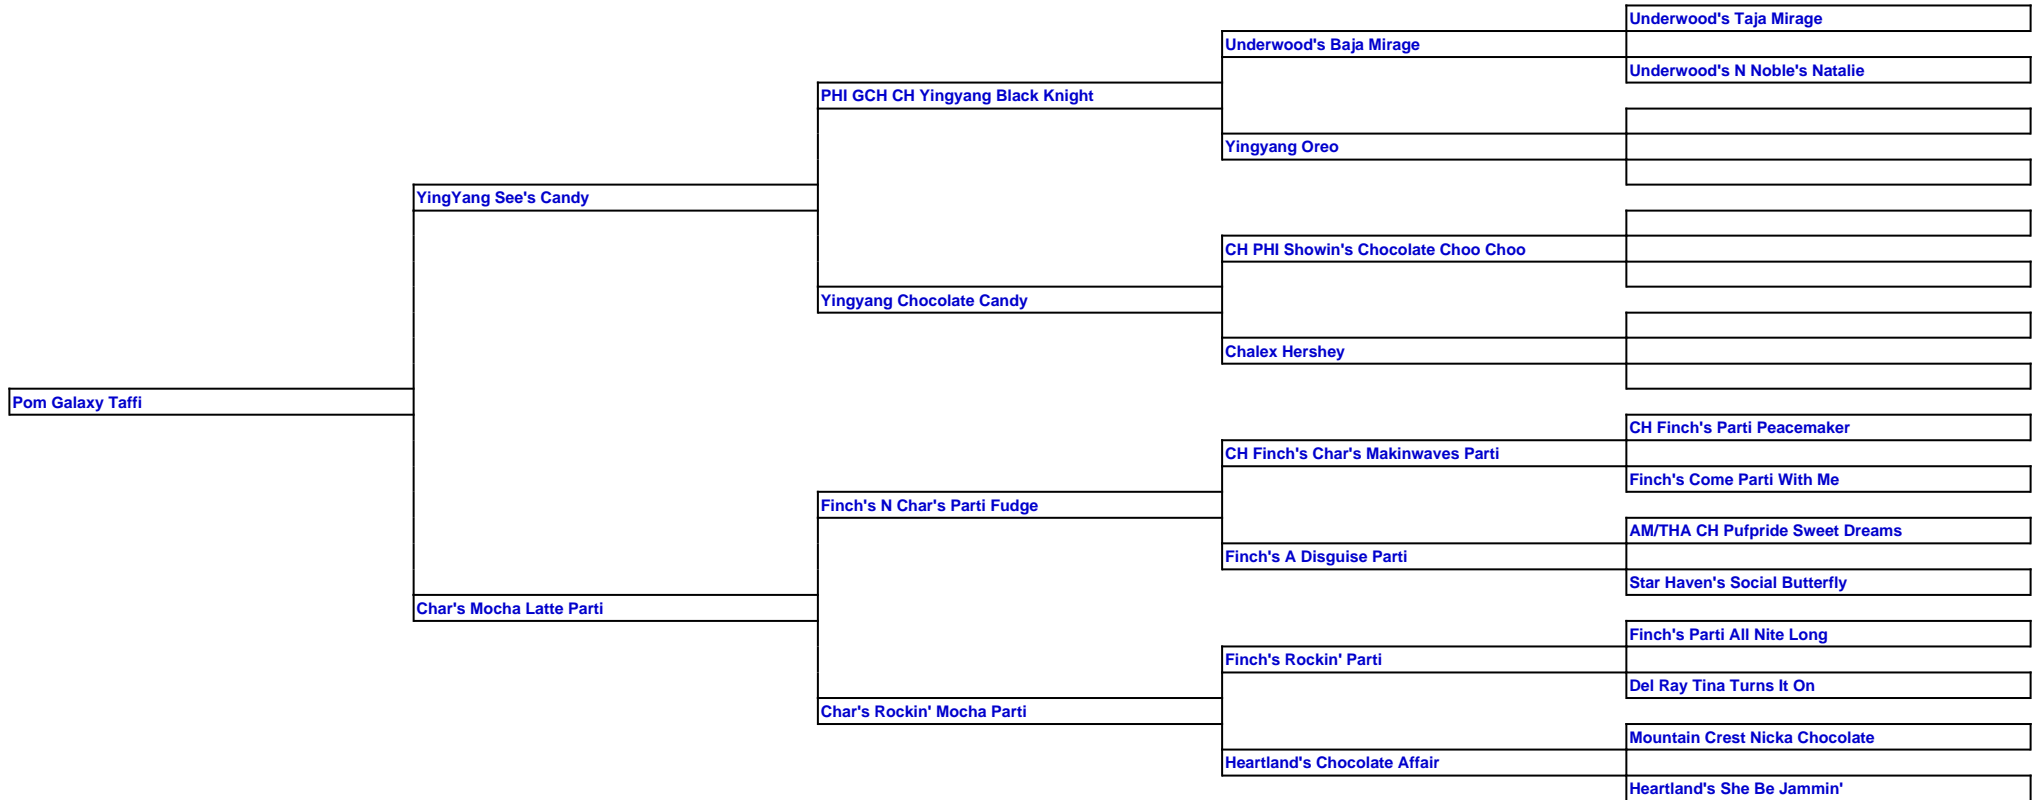 Underwood's Taja Mirage
Underwood's Baja Mirage
Underwood's N Noble's Natalie
PHI GCH CH Yingyang Black Knight
Yingyang Oreo
YingYang See's Candy
CH PHI Showin's Chocolate Choo Choo
Yingyang Chocolate Candy
Chalex Hershey
Pom Galaxy Taffi
CH Finch's Parti Peacemaker
CH Finch's Char's Makinwaves Parti
Finch's Come Parti With Me
Finch's N Char's Parti Fudge
AM/THA CH Pufpride Sweet Dreams
Finch's A Disguise Parti
Star Haven's Social Butterfly
Char's Mocha Latte Parti
Finch's Parti All Nite Long
Finch's Rockin' Parti
Del Ray Tina Turns It On
Char's Rockin' Mocha Parti
Mountain Crest Nicka Chocolate
Heartland's Chocolate Affair
Heartland's She Be Jammin'